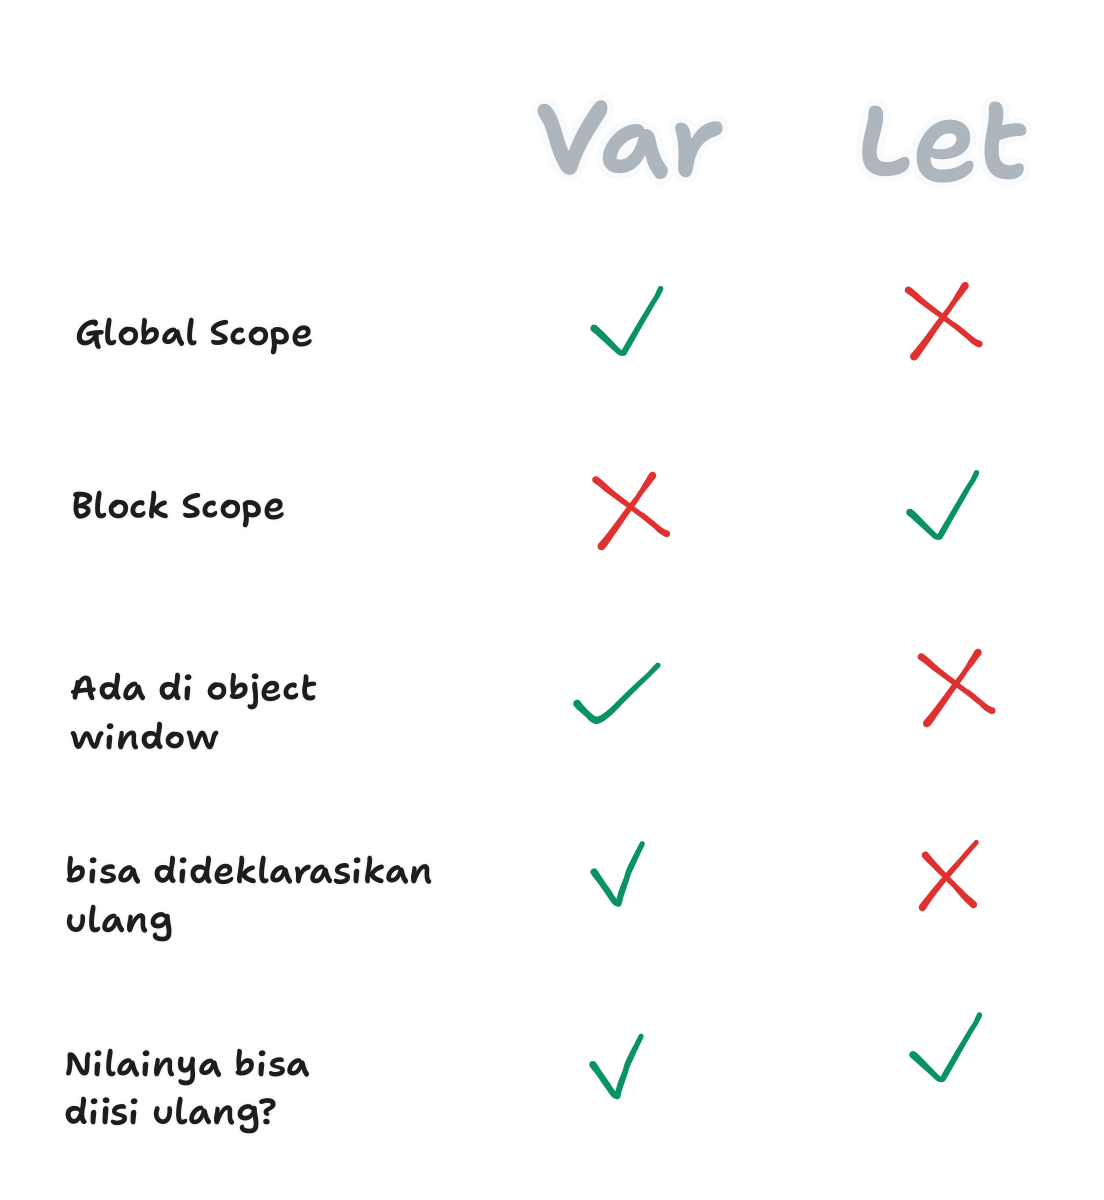 Var Let
Global Scope
Block Scope
Ada di object
window
bisa dideklarasikan
ulang
Nilainya bisa
diisi ulang?